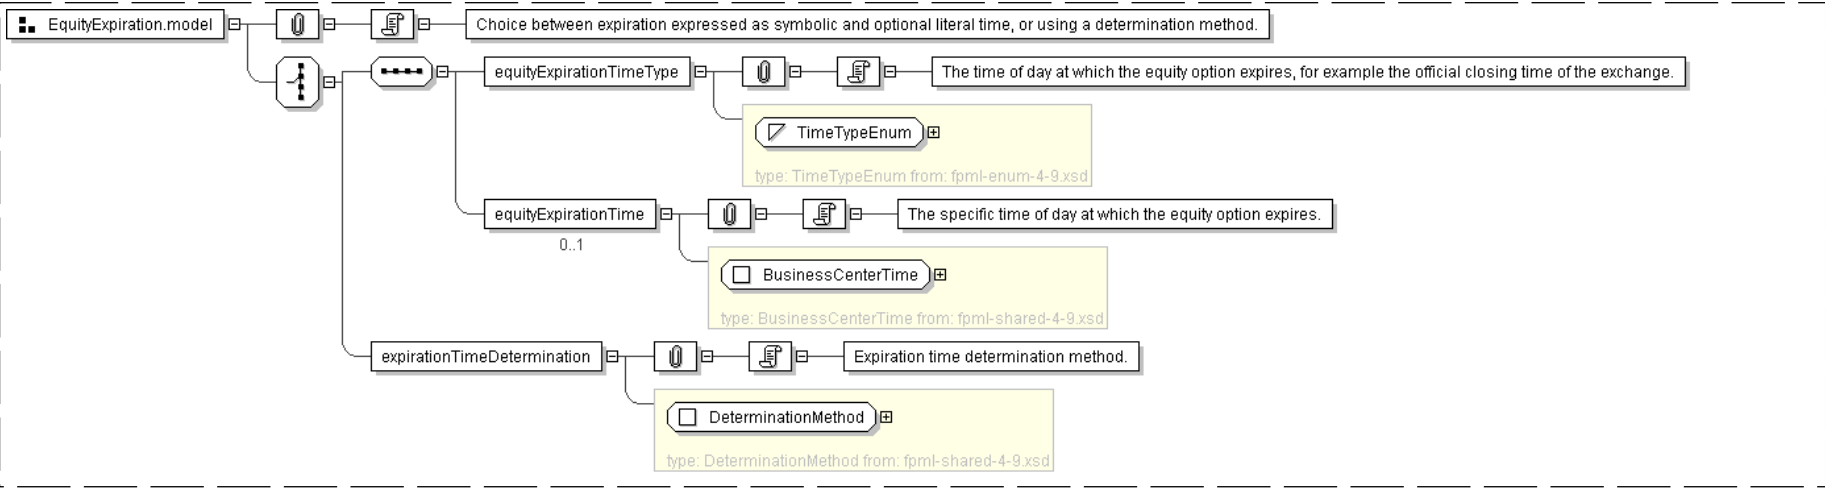 EquityExpiration.model
Choice between expiration expressed as symbolic and optional literal time, or using a determination method.
equityExpirationTimeType
The time of day at which the equity option expires, for example the official closing time of the exchange.
TimeTypeEnum
type: TimeTypeEnum from: fpml-enum-4-9.xsd
equityExpirationTime
The specific time of day at which the equity option expires.
0..1
BusinessCenterTime
type: BusinessCenterTime from: fpml-shared-4-9.xsd
expirationTimeDetermination
Expiration time determination method.
DeterminationMethod
type: DeterminationMethod from: fpml-shared-4-9.xsd